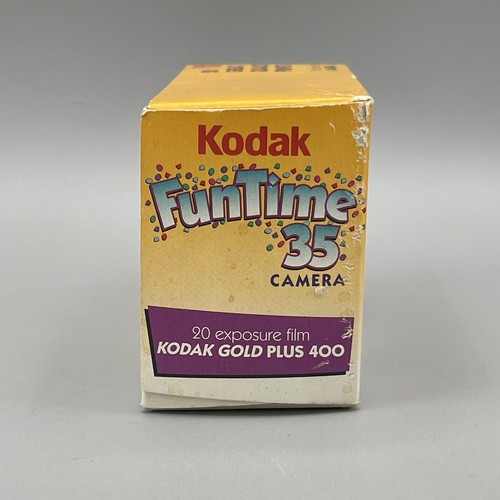 Kodak
FunTime
35
CAMERA
20 exposure film
KODAK GOLD PLUS 400